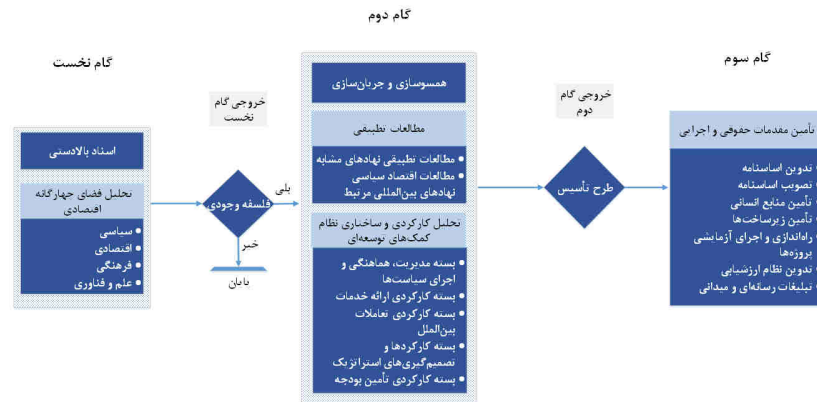 گام نخست
اسناد بالادستی
تحلیل فضای چهارگانه
اقتصادی
سیاسی
اقتصادی
فرهنگی
علم و فناوری
خروجی گام
نخست
فلسفه وجودی
بلی
خیر
پایان
گام دوم
همسوسازی و جریان‌سازی
مطالعات تطبیقی
مطالعات تطبیقی نهادهای مشابه
مطالعات اقتصاد سیاسی
نهادهای بین‌المللی مرتبط
تحلیل کارکردی و ساختاری نظام
کمک‌های توسعه‌ای
بسته مدیریت، هماهنگی و
اجرای سیاست‌ها
بسته کارکردی ارائه خدمات
بسته کارکردی تعاملات
بین‌الملل
بسته کارکردها و
تصمیم‌گیری‌های استراتژیک
بسته کارکردی تأمین بودجه
خروجی گام
دوم
طرح تأسیس
گام سوم
تأمین مقدمات حقوقی و اجرایی
تدوین اساسنامه
تصویب اساسنامه
تأمین منابع انسانی
تأمین زیرساخت‌ها
راه‌اندازی و اجرای آزمایشی
پروژه‌ها
تدوین نظام ارزشیابی
تبلیغات رسانه‌ای و میدانی